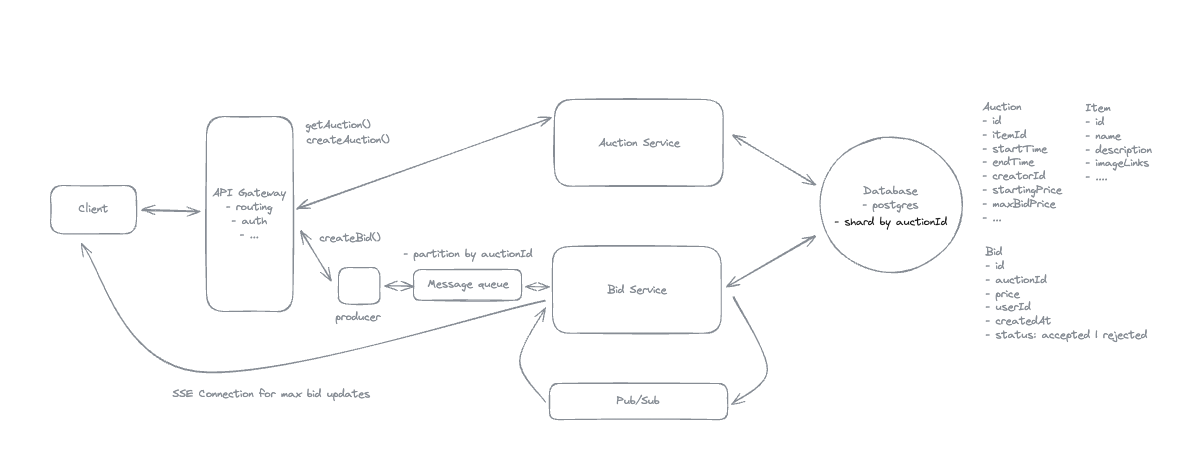 Client
API Gateway
- routing
- auth
- ...
getAuction()
createAuction()
createBid()
producer
- partition by auctionId
Message queue
Auction Service
Bid Service
Pub/Sub
SSE Connection for max bid updates
Database
- postgres
- shard by auctionId
Auction
- id
- itemId
- startTime
- endTime
- creatorId
- startingPrice
- maxBidPrice
- ...
Item
- id
- name
- description
- imageLinks
- ....
Bid
- id
- auctionId
- price
- userId
- createdAt
- status: accepted | rejected